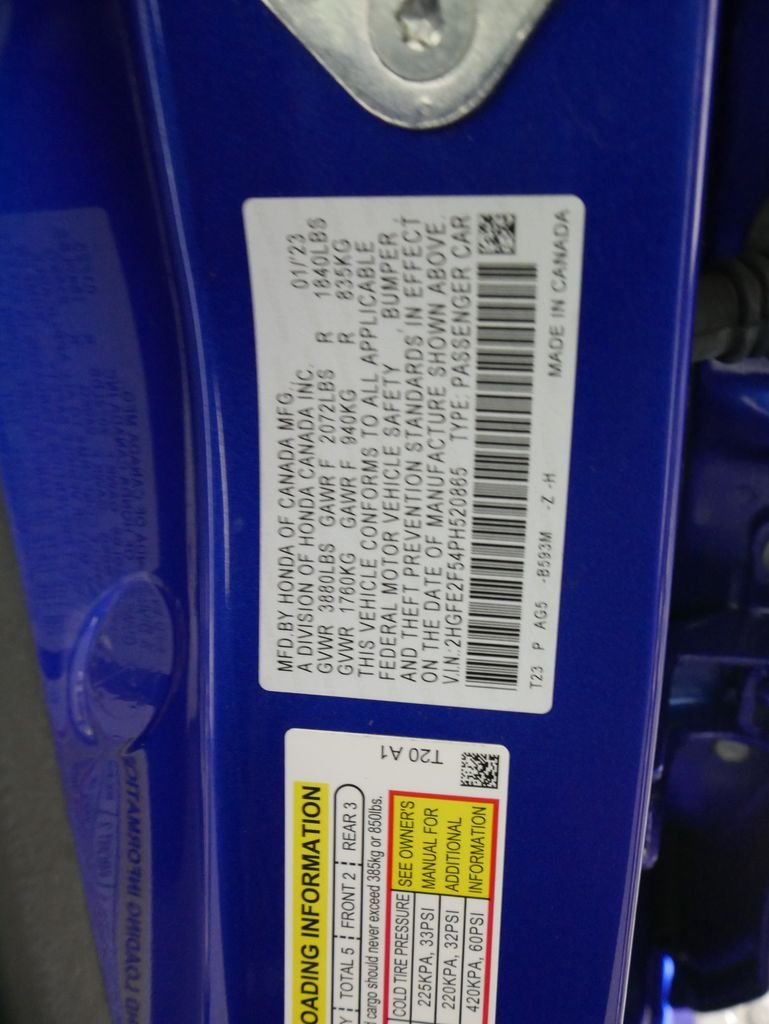 MFD.BY HONDA OF CANADA MFG., 01/'23
A DIVISION OF HONDA CANADA INC.
GVWR 3880LBS GAWR F 2072LBS R 1840LBS
GVWR 1760KG GAWR F 940KG R 835KG
THIS VEHICLE CONFORMS TO ALL APPLICABLE
FEDERAL MOTOR VEHICLE SAFETY , BUMPER ,
AND THEFT PREVENTION STANDARDS IN EFFECT
ON THE DATE OF MANUFACTURE SHOWN ABOVE.
V.I.N.:2HGFE2F54PH520865 TYPE: PASSENGER CAR
T23 P AG5 -B593M -Z -H MADE IN CANADA
T20 A1
OADING INFORMATION
Y TOTAL 5 FRONT 2 REAR 3
d cargo should never exceed 385kg or 850lbs.
COLD TIRE PRESSURE SEE OWNER'S
225KPA, 33PSI MANUAL FOR
220KPA, 32PSI ADDITIONAL
420KPA, 60PSI INFORMATION